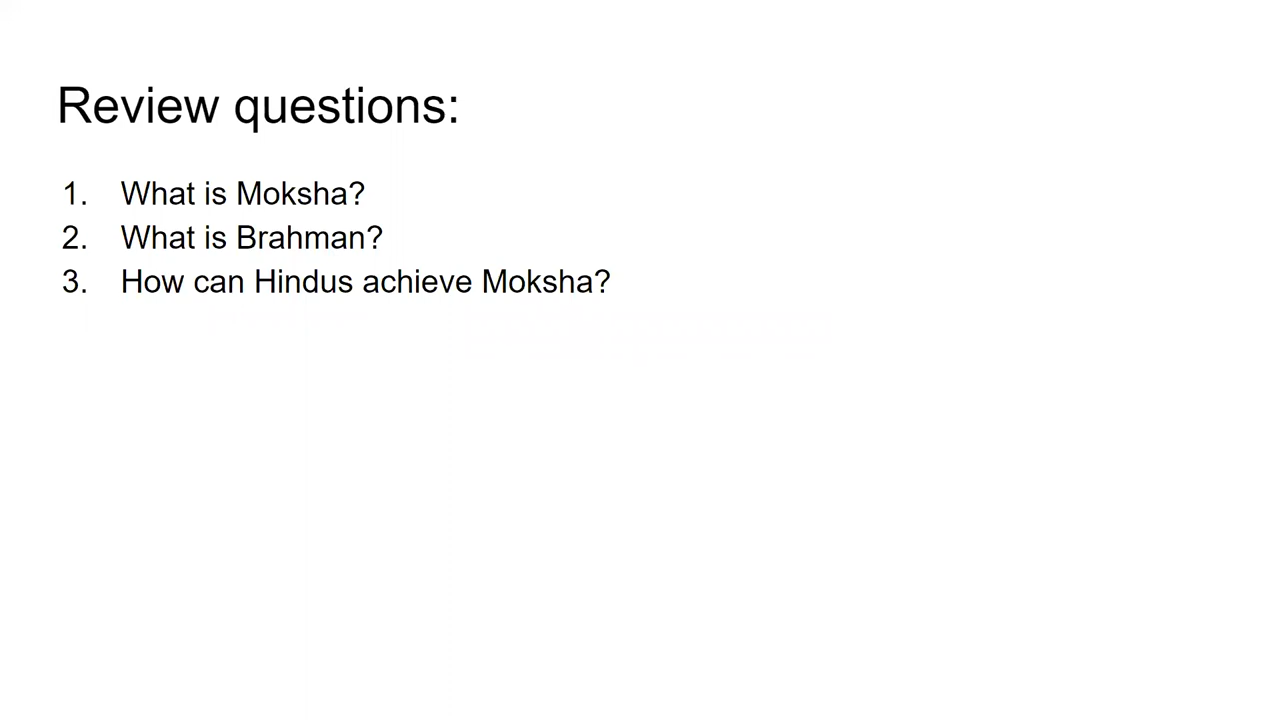 Review questions:
1. What is Moksha?
2. What is Brahman?
3. How can Hindus achieve Moksha?